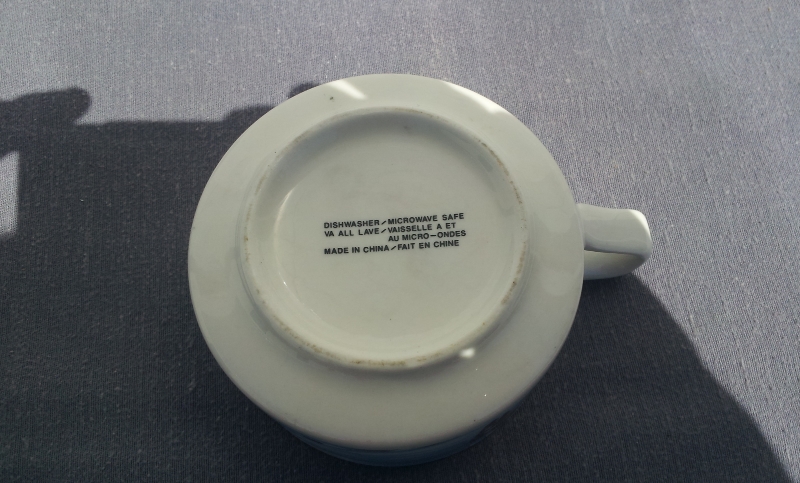 DISHWASHER/MICROWAVE SAFE
VA ALL LAVE/VAISSELLE A ET
AU MICRO-ONDES
MADE IN CHINA/FAIT EN CHINE